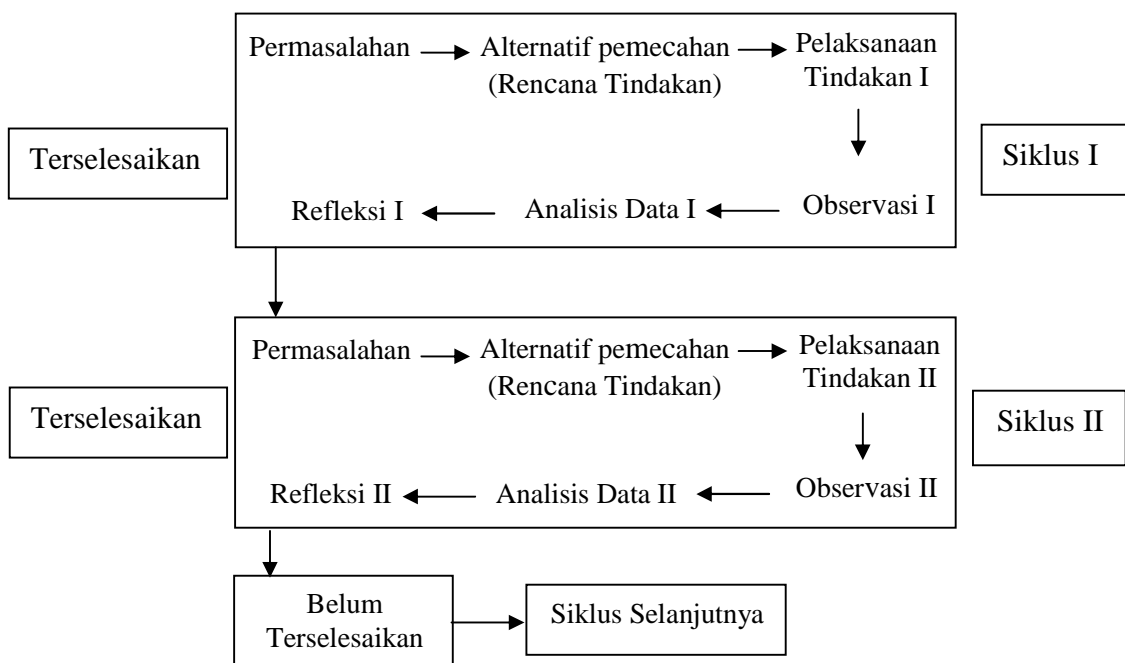 Permasalahan
Alternatif pemecahan
(Rencana Tindakan)
Pelaksanaan
Tindakan I
Terselesaikan
Siklus I
Refleksi I
Analisis Data I
Observasi I
Permasalahan
Alternatif pemecahan
(Rencana Tindakan)
Pelaksanaan
Tindakan II
Terselesaikan
Siklus II
Refleksi II
Analisis Data II
Observasi II
Belum
Terselesaikan
Siklus Selanjutnya